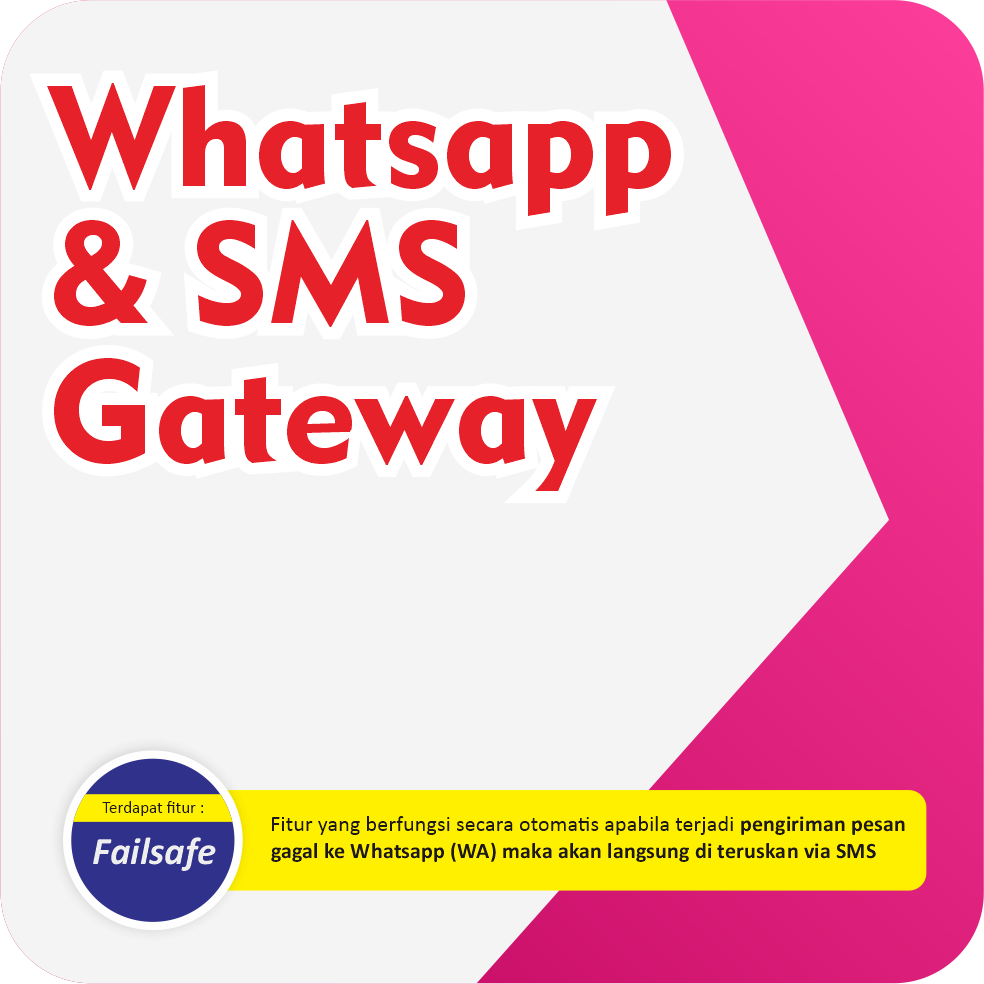 Whatsapp
& SMS
Gateway
Terdapat fitur :
Failsafe
Fitur yang berfungsi secara otomatis apabila terjadi pengiriman pesan
gagal ke Whatsapp (WA) maka akan langsung di teruskan via SMS